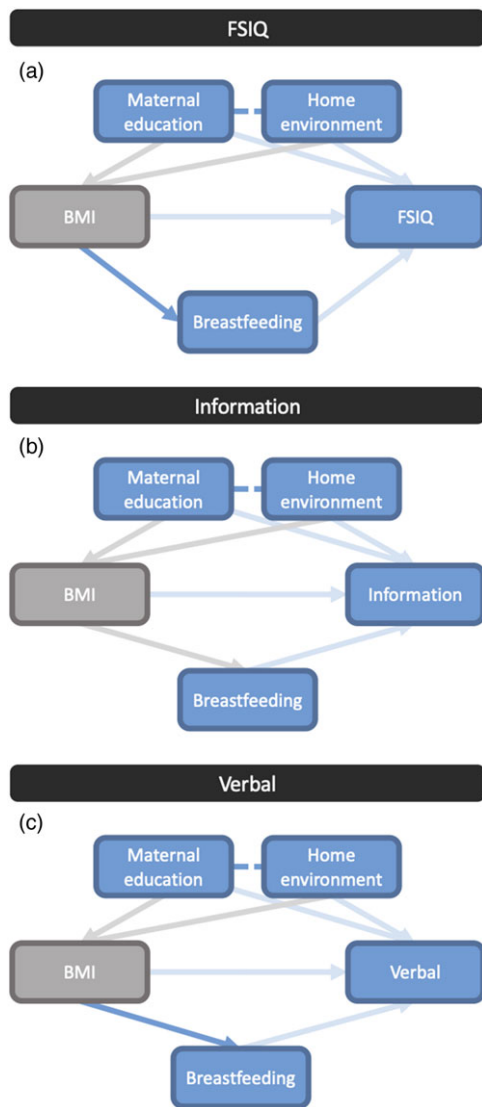 FSIQ
(a)
Maternal
education
Home
environment
BMI
FSIQ
Breastfeeding
Information
(b)
Maternal
education
Home
environment
BMI
Information
Breastfeeding
Verbal
(c)
Maternal
education
Home
environment
BMI
Verbal
Breastfeeding